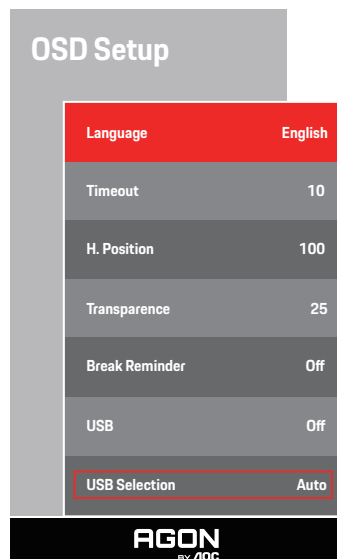 OSD Setup
Language English
Timeout 10
H. Position 100
Transparence 25
Break Reminder Off
USB Off
USB Selection Auto
AGON
BY AOC